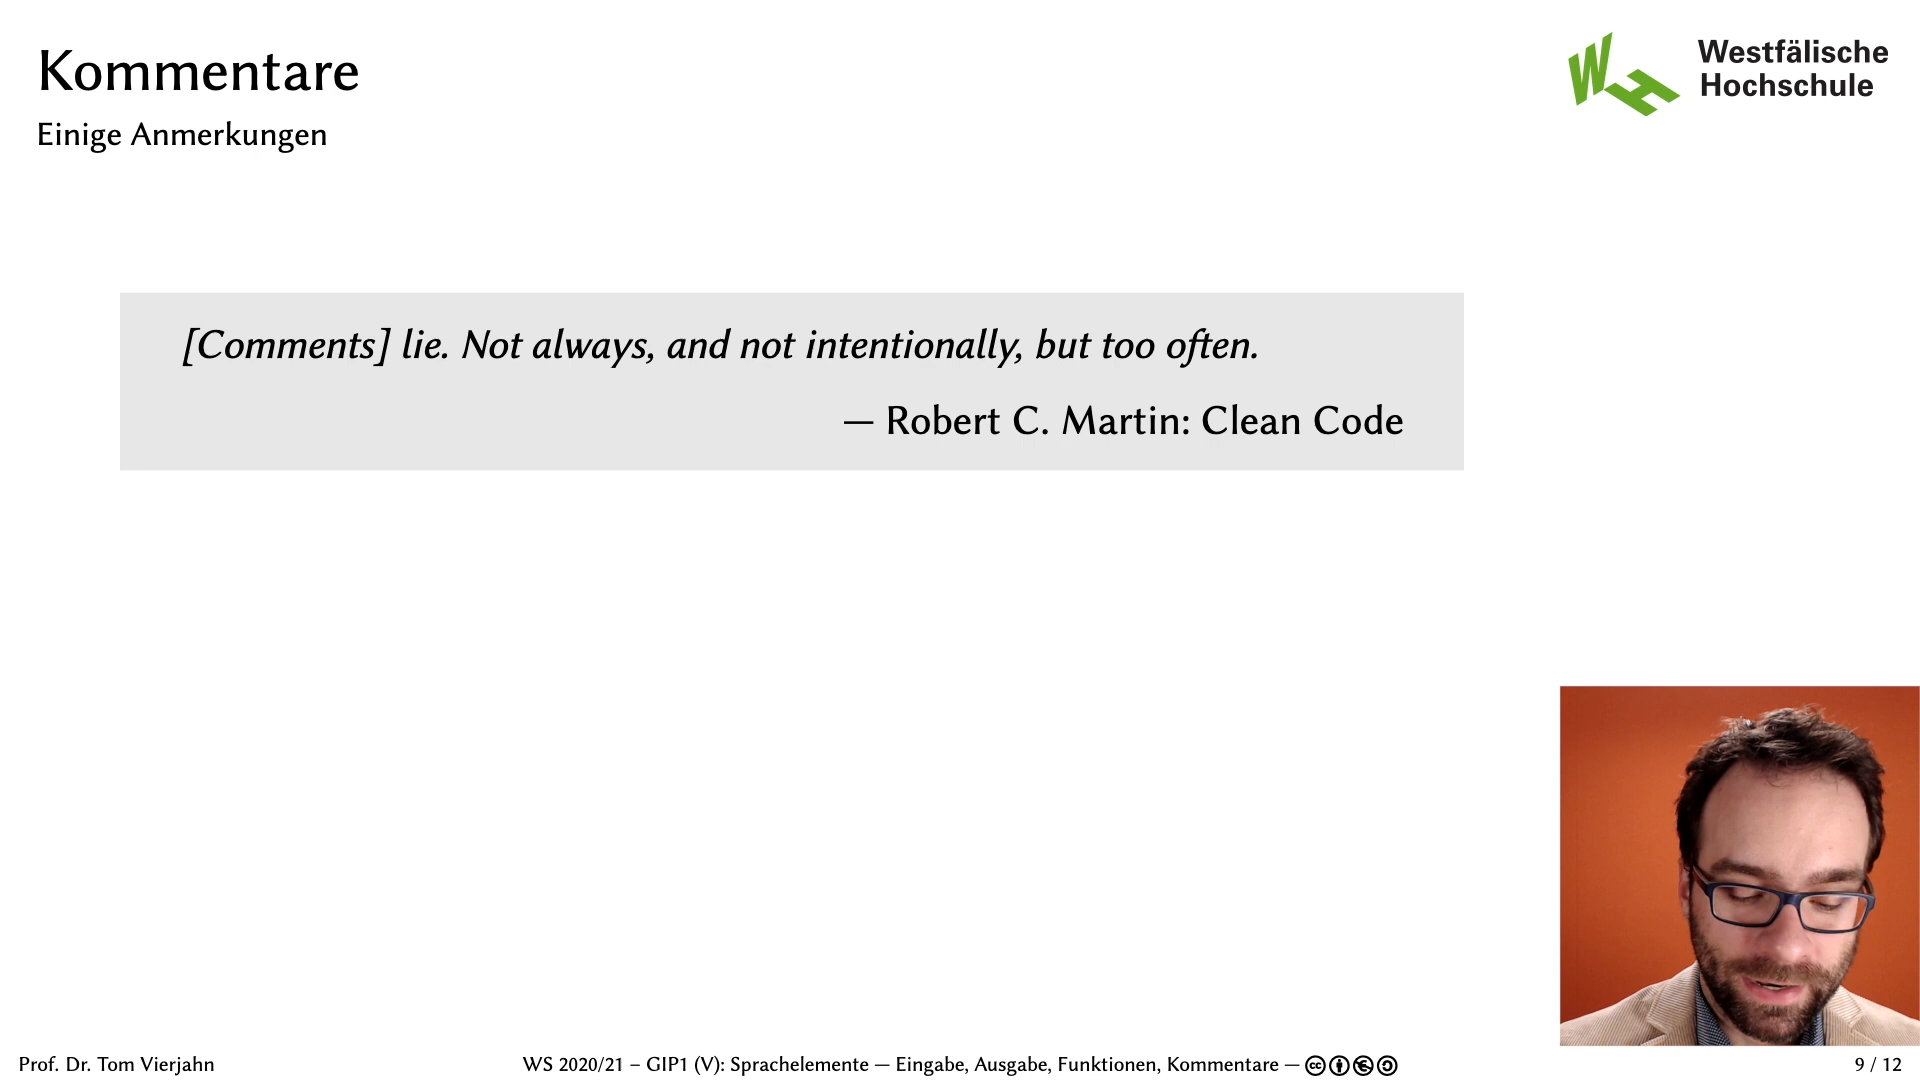 Kommentare
Einige Anmerkungen
Westfälische
Hochschule
[Comments] lie. Not always, and not intentionally, but too often.
— Robert C. Martin: Clean Code
Prof. Dr. Tom Vierjahn
WS 2020/21 – GIP1 (V): Sprachelemente — Eingabe, Ausgabe, Funktionen, Kommentare —
9 / 12